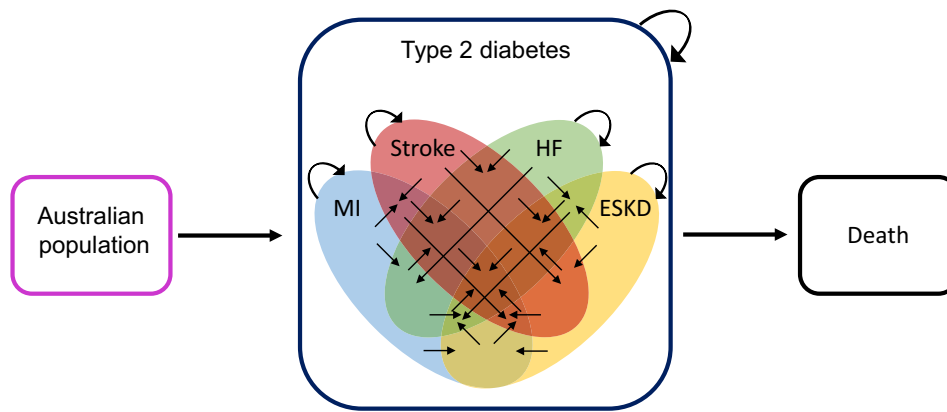 Type 2 diabetes
Stroke
HF
MI
ESKD
Australian
population
Death